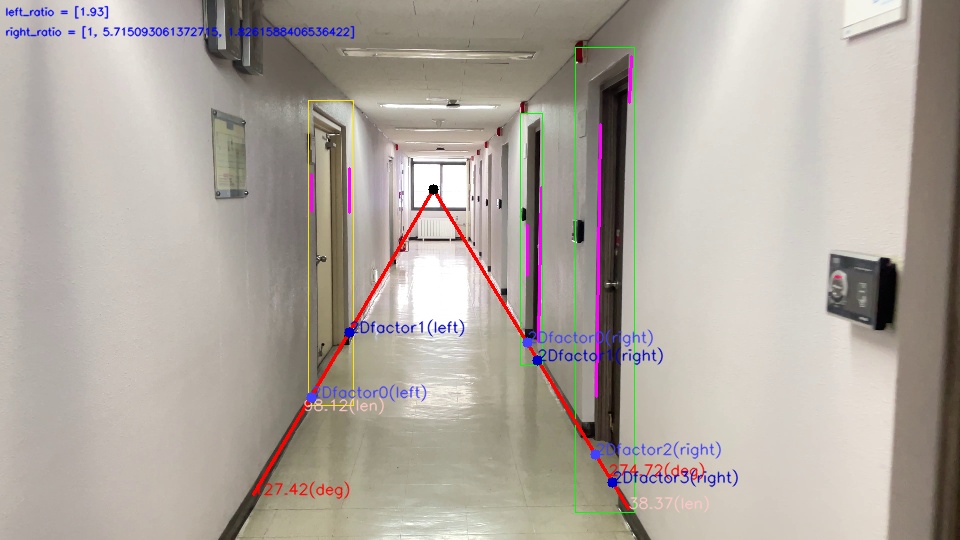 left_ratio = [1.93]
right_ratio = [1, 5.715093061372715, 1.8261588406536422]
2Dfactor1(left)
2Dfactor0(right)
2Dfactor1(right)
2Dfactor0(left)
98.12(len)
2Dfactor2(right)
274.72(deg)
2Dfactor3(right)
27.42(deg)
38.37(len)